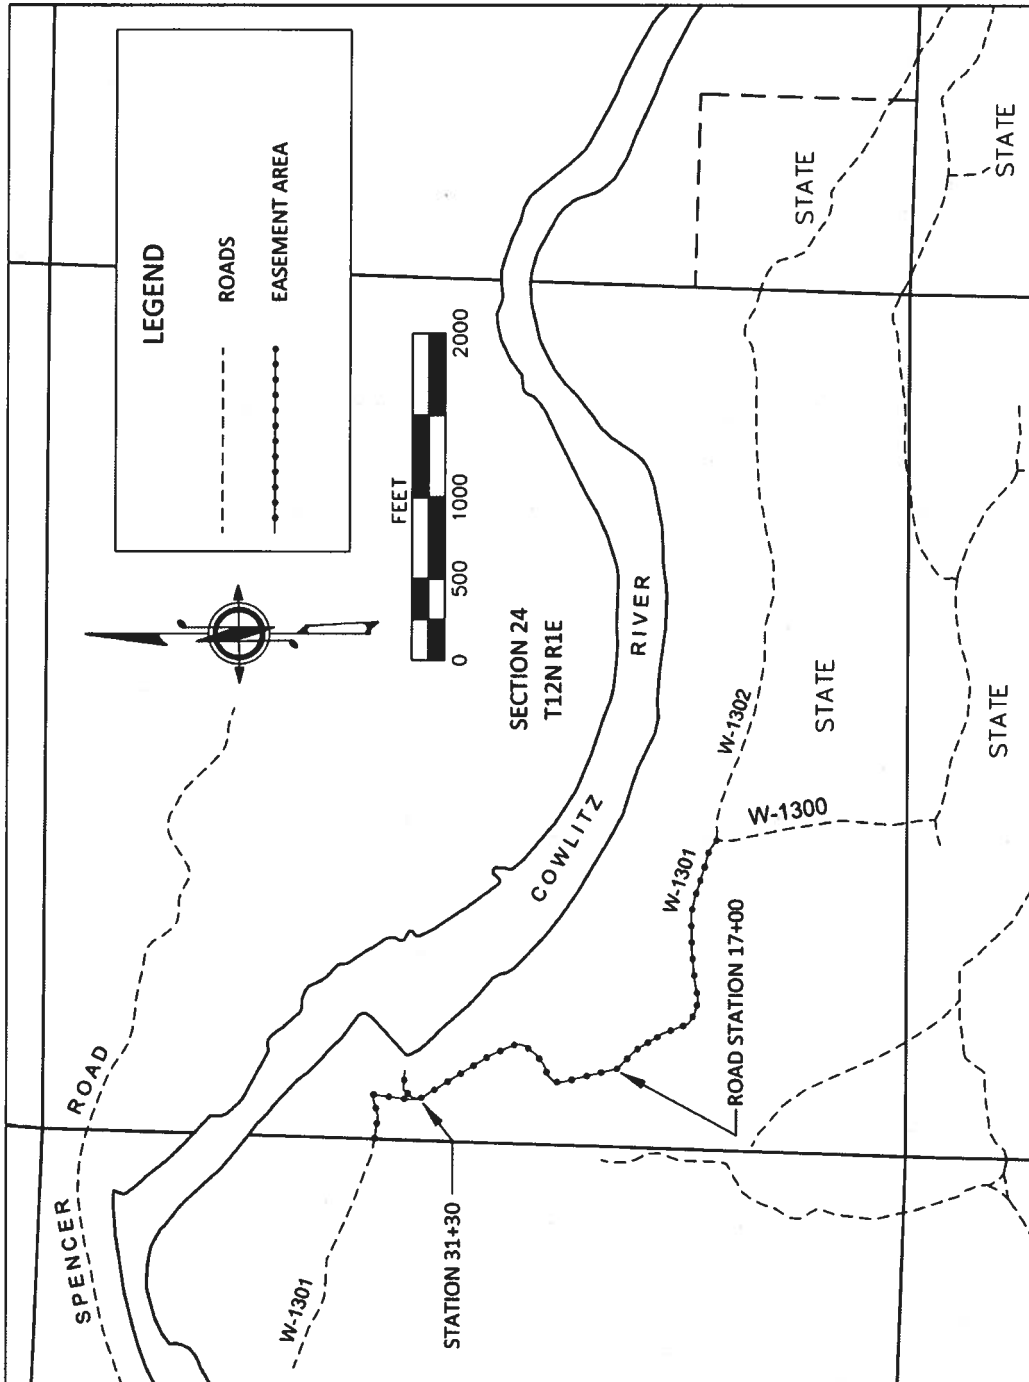 LEGEND
ROADS
EASEMENT AREA
FEET
0 500 1000 2000
SECTION 24
T12N R1E
SPENCER ROAD
COWLITZ RIVER
W-1301
STATION 31+30
ROAD STATION 17+00
W-1301
W-1302
W-1300
STATE
STATE
STATE
STATE